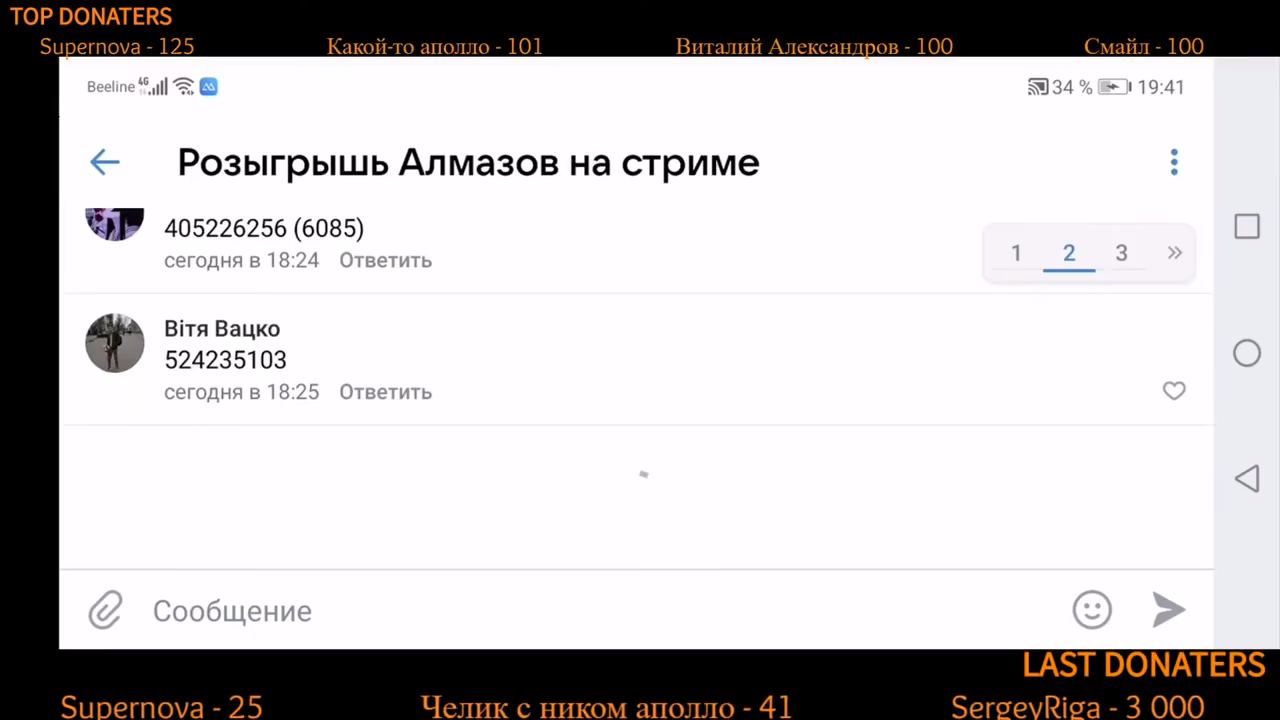 TOP DONATERS
Supernova - 125 Какой-то аполло - 101 Виталий Александров - 100 Смайл - 100
Beeline 4G 34 % 19:41
Розыгрышь Алмазов на стриме
405226256 (6085)
сегодня в 18:24 Ответить
1 2 3 »
Вітя Вацко
524235103
сегодня в 18:25 Ответить
Сообщение
LAST DONATERS
Supernova - 25 Челик с ником аполло - 41 SergeyRiga - 3 000